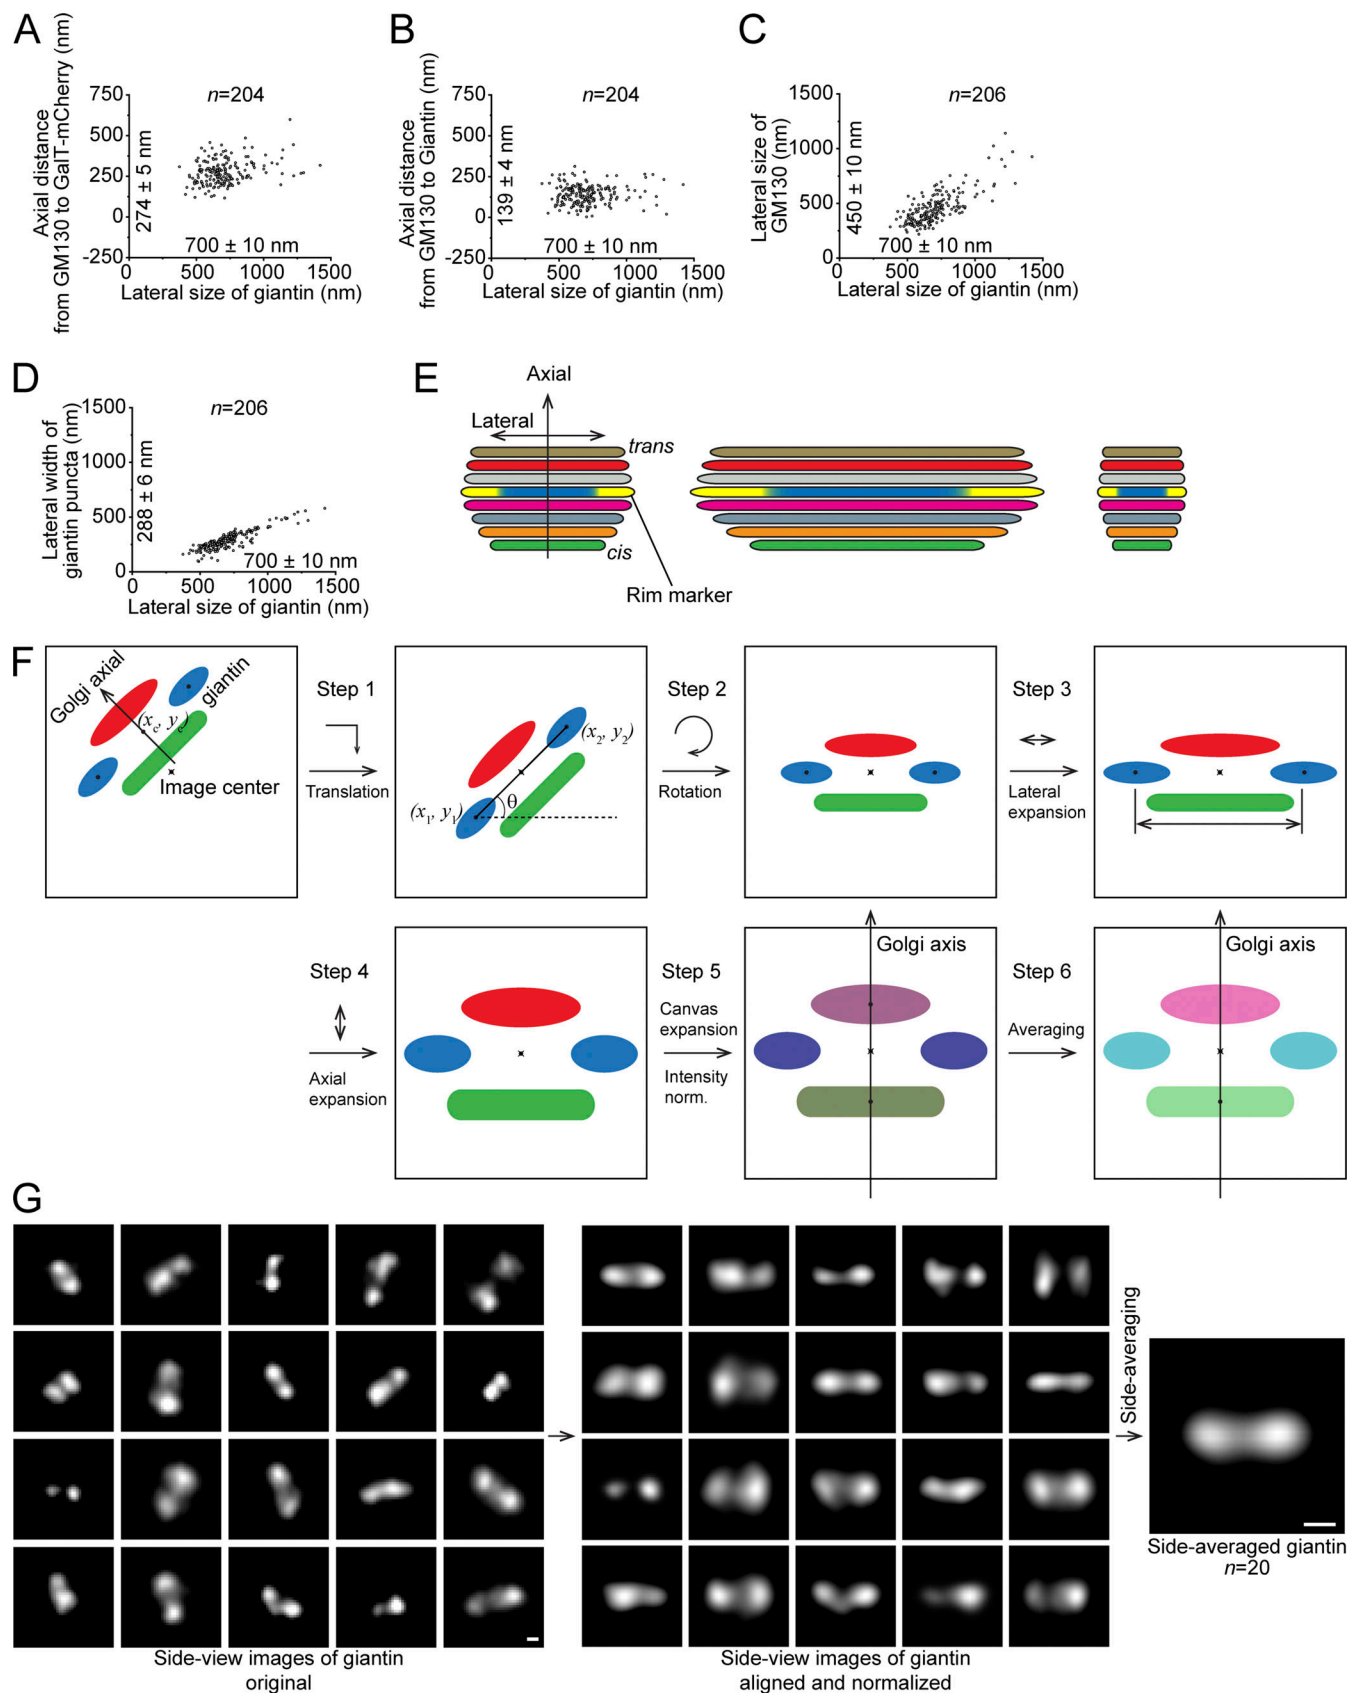 A
Axial distance
from GM130 to GalT-mCherry (nm)
750
500
250
0
-250
n=204
274 ± 5 nm
700 ± 10 nm
0
500
1000
1500
Lateral size of giantin (nm)
B
Axial distance
from GM130 to Giantin (nm)
750
500
250
0
-250
n=204
139 ± 4 nm
700 ± 10 nm
0
500
1000
1500
Lateral size of giantin (nm)
C
Lateral size of
GM130 (nm)
1500
1000
500
0
n=206
450 ± 10 nm
700 ± 10 nm
0
500
1000
1500
Lateral size of giantin (nm)
D
Lateral width of
giantin puncta (nm)
1500
1000
500
0
n=206
288 ± 6 nm
700 ± 10 nm
0
500
1000
1500
Lateral size of giantin (nm)
E
Axial
Lateral
trans
cis
Rim marker
F
Golgi axial
giantin
(xc, yc)
Image center
Step 1
Translation
(x2, y2)
(x1, y1)
θ
Step 2
Rotation
Step 3
Lateral
expansion
Step 4
Axial
expansion
Step 5
Canvas
expansion
Intensity
norm.
Golgi axis
Step 6
Averaging
Golgi axis
G
Side-view images of giantin
original
Side-view images of giantin
aligned and normalized
Side-averaging
Side-averaged giantin
n=20